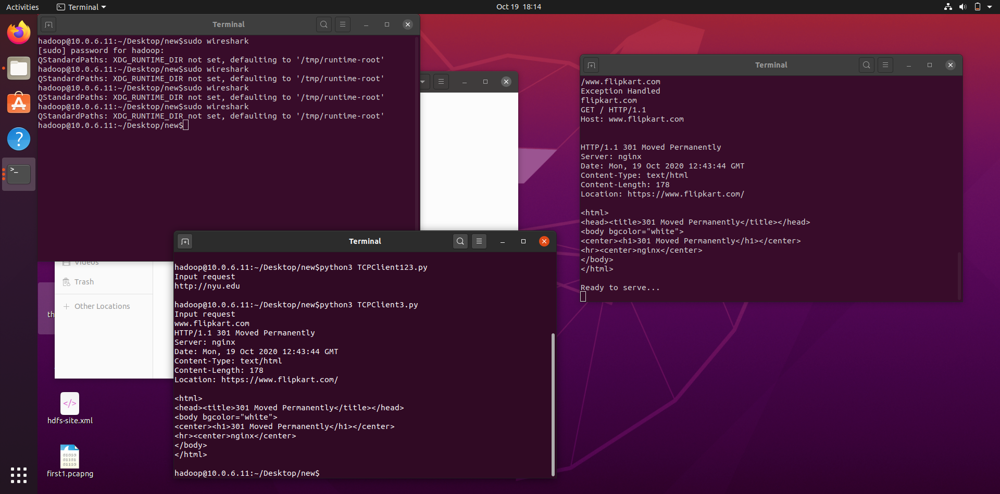 Activities
Terminal
Oct 19 18:14
Terminal
hadoop@10.0.6.11:~/Desktop/new$sudo wireshark
[sudo] password for hadoop:
QStandardPaths: XDG_RUNTIME_DIR not set, defaulting to '/tmp/runtime-root'
hadoop@10.0.6.11:~/Desktop/new$sudo wireshark
QStandardPaths: XDG_RUNTIME_DIR not set, defaulting to '/tmp/runtime-root'
hadoop@10.0.6.11:~/Desktop/new$sudo wireshark
QStandardPaths: XDG_RUNTIME_DIR not set, defaulting to '/tmp/runtime-root'
hadoop@10.0.6.11:~/Desktop/new$sudo wireshark
QStandardPaths: XDG_RUNTIME_DIR not set, defaulting to '/tmp/runtime-root'
hadoop@10.0.6.11:~/Desktop/new$
Terminal
/www.flipkart.com
Exception Handled
flipkart.com
GET / HTTP/1.1
Host: www.flipkart.com
HTTP/1.1 301 Moved Permanently
Server: nginx
Date: Mon, 19 Oct 2020 12:43:44 GMT
Content-Type: text/html
Content-Length: 178
Location: https://www.flipkart.com/
<html>
<head><title>301 Moved Permanently</title></head>
<body bgcolor="white">
<center><h1>301 Moved Permanently</h1></center>
<hr><center>nginx</center>
</body>
</html>
Ready to serve...
Terminal
hadoop@10.0.6.11:~/Desktop/new$python3 TCPClient123.py
Input request
http://nyu.edu
hadoop@10.0.6.11:~/Desktop/new$python3 TCPClient3.py
Input request
www.flipkart.com
HTTP/1.1 301 Moved Permanently
Server: nginx
Date: Mon, 19 Oct 2020 12:43:44 GMT
Content-Type: text/html
Content-Length: 178
Location: https://www.flipkart.com/
<html>
<head><title>301 Moved Permanently</title></head>
<body bgcolor="white">
<center><h1>301 Moved Permanently</h1></center>
<hr><center>nginx</center>
</body>
</html>
hadoop@10.0.6.11:~/Desktop/new$
Videos
Trash
Other Locations
th
hdfs-site.xml
01010
01101
01110
first1.pcapng